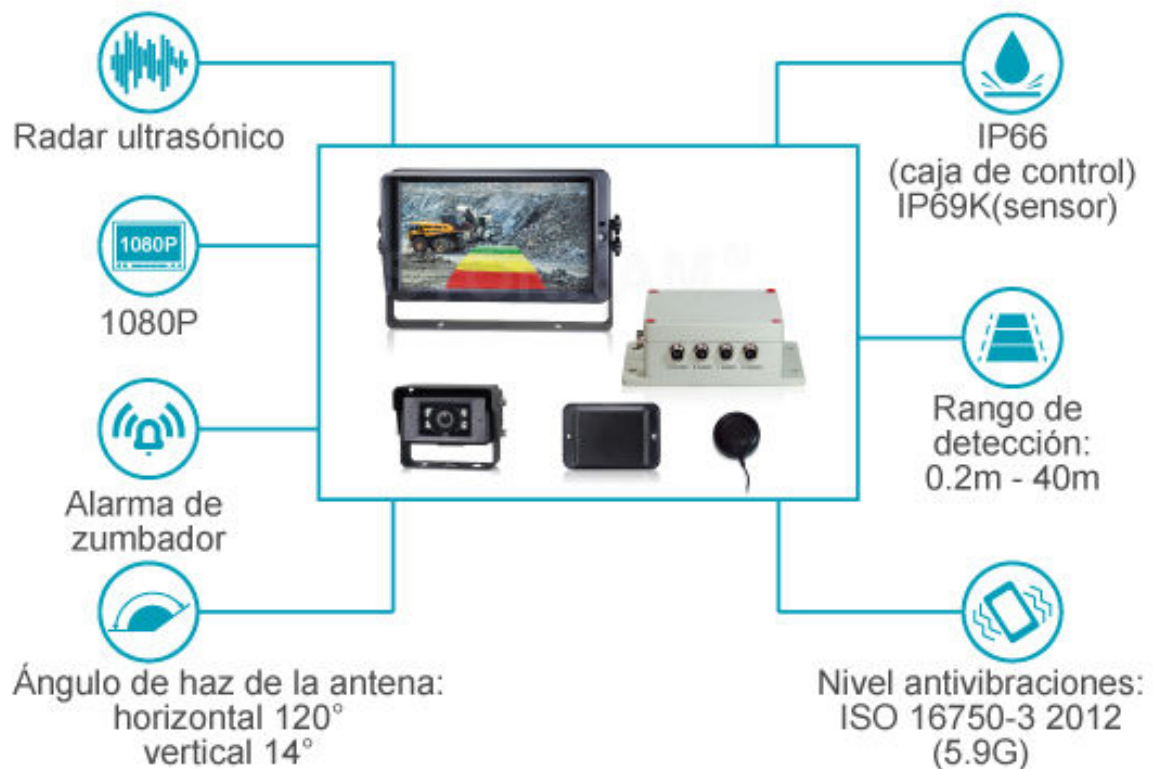 Radar ultrasónico
1080P
1080P
Alarma de
zumbador
Ángulo de haz de la antena:
horizontal 120°
vertical 14°
IP66
(caja de control)
IP69K(sensor)
Rango de
detección:
0.2m - 40m
Nivel antivibraciones:
ISO 16750-3 2012
(5.9G)